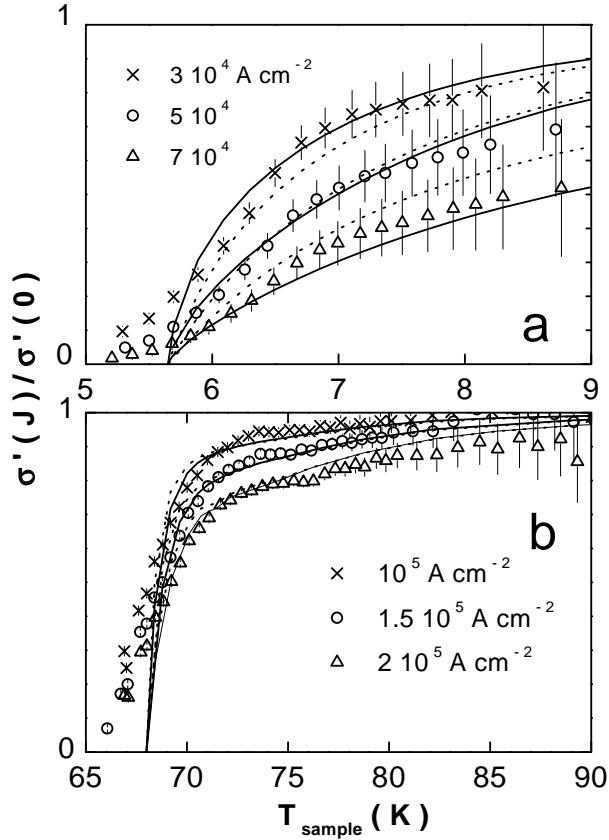 1
× 3 10⁴ A cm⁻²
○ 5 10⁴
△ 7 10⁴
a
0
5 6 7 8 9
σ'(J)/σ'(0)
1
b
× 10⁵ A cm⁻²
○ 1.5 10⁵ A cm⁻²
△ 2 10⁵ A cm⁻²
0
65 70 75 80 85 90
T sample (K)